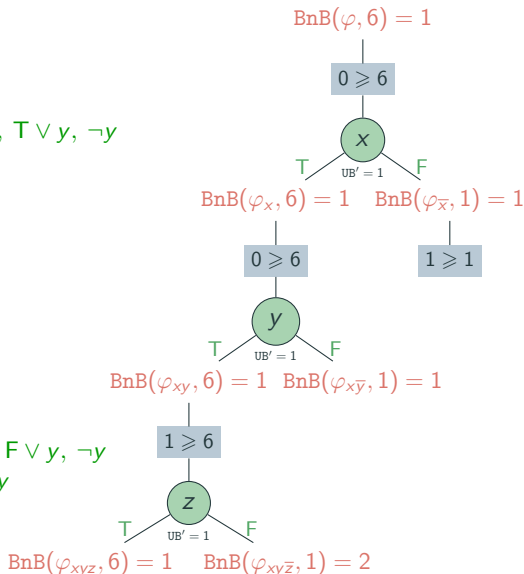 BnB(φ, 6) = 1
0 ⩾ 6
, T ∨ y, ¬y
x
T UB′ = 1 F
BnB(φ_x, 6) = 1 BnB(φ_x̅, 1) = 1
0 ⩾ 6 1 ⩾ 1
y
T UB′ = 1 F
BnB(φ_xy, 6) = 1 BnB(φ_xy̅, 1) = 1
1 ⩾ 6
F ∨ y, ¬y
y
z
T UB′ = 1 F
BnB(φ_xyz, 6) = 1 BnB(φ_xyz̅, 1) = 2